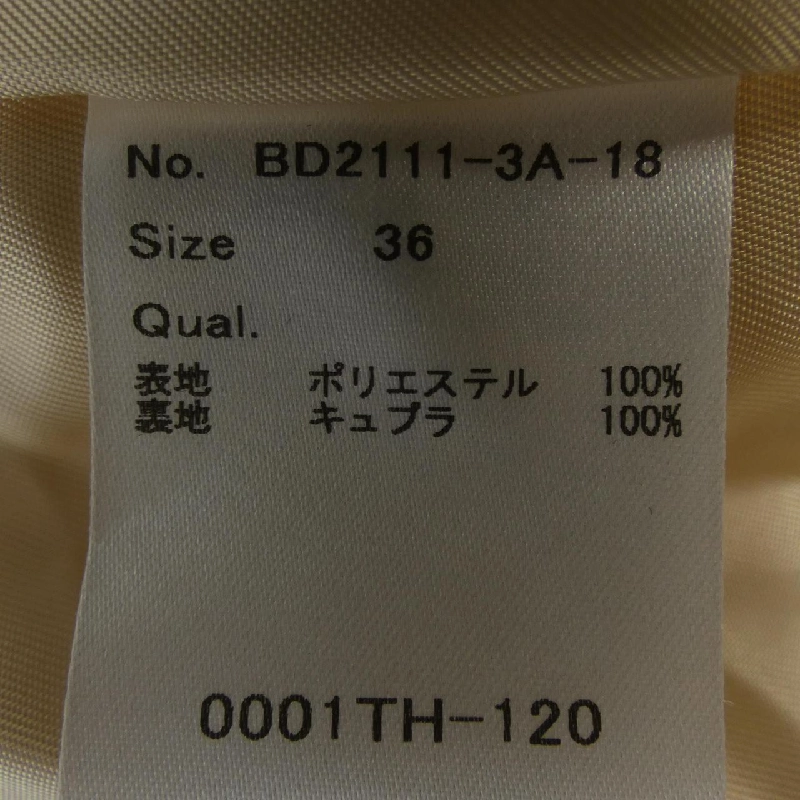 No. BD2111-3A-18
Size 36
Qual.
表地 ポリエステル 100%
裏地 キュプラ 100%
0001TH-120